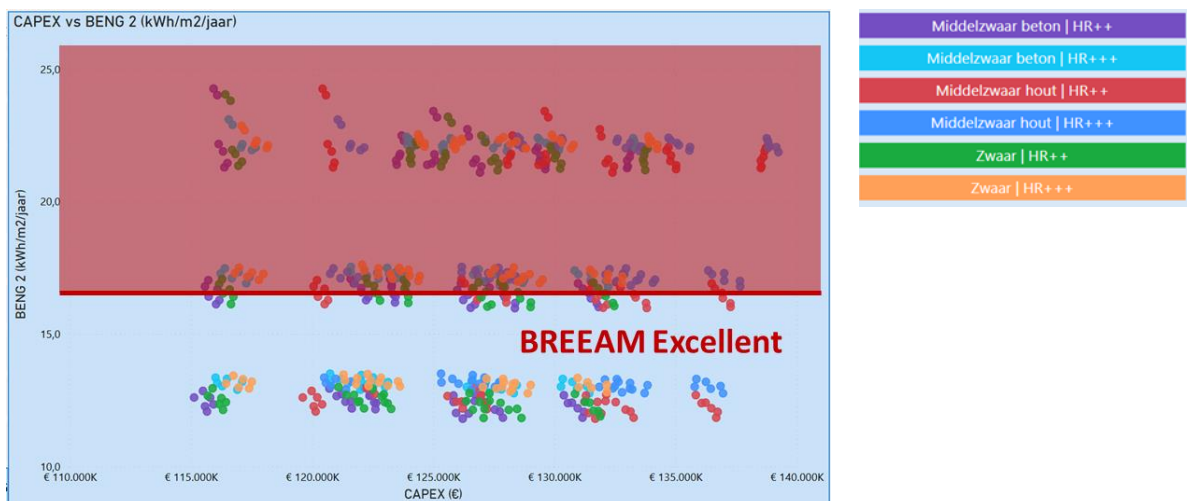 CAPEX vs BENG 2 (kWh/m2/jaar)
BENG 2 (kWh/m2/jaar)
25,0
20,0
15,0
10,0
BREEAM Excellent
€ 110.000K
€ 115.000K
€ 120.000K
€ 125.000K
€ 130.000K
€ 135.000K
€ 140.000K
CAPEX (€)
Middelzwaar beton | HR++
Middelzwaar beton | HR+++
Middelzwaar hout | HR++
Middelzwaar hout | HR+++
Zwaar | HR++
Zwaar | HR+++